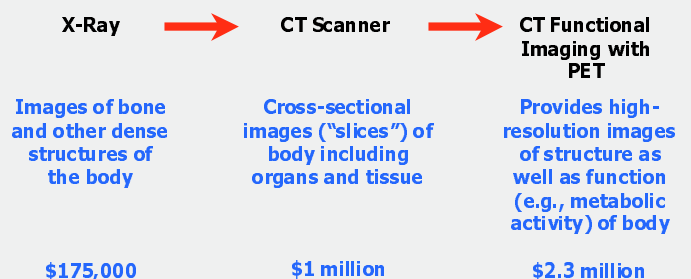 X-Ray
CT Scanner
CT Functional
Imaging with
PET
Images of bone
and other dense
structures of
the body
Cross-sectional
images (“slices”) of
body including
organs and tissue
Provides high-
resolution images
of structure as
well as function
(e.g., metabolic
activity) of body
$175,000
$1 million
$2.3 million